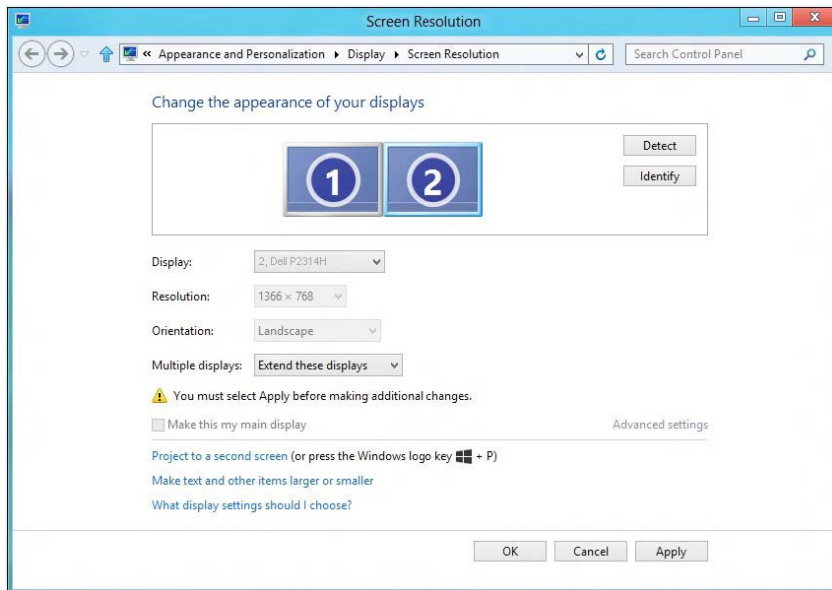 Screen Resolution
« Appearance and Personalization ▸ Display ▸ Screen Resolution
Search Control Panel
Change the appearance of your displays
1 2
Detect
Identify
Display: 2, Dell P2314H
Resolution: 1366 × 768
Orientation: Landscape
Multiple displays: Extend these displays
You must select Apply before making additional changes.
Make this my main display Advanced settings
Project to a second screen (or press the Windows logo key + P)
Make text and other items larger or smaller
What display settings should I choose?
OK Cancel Apply